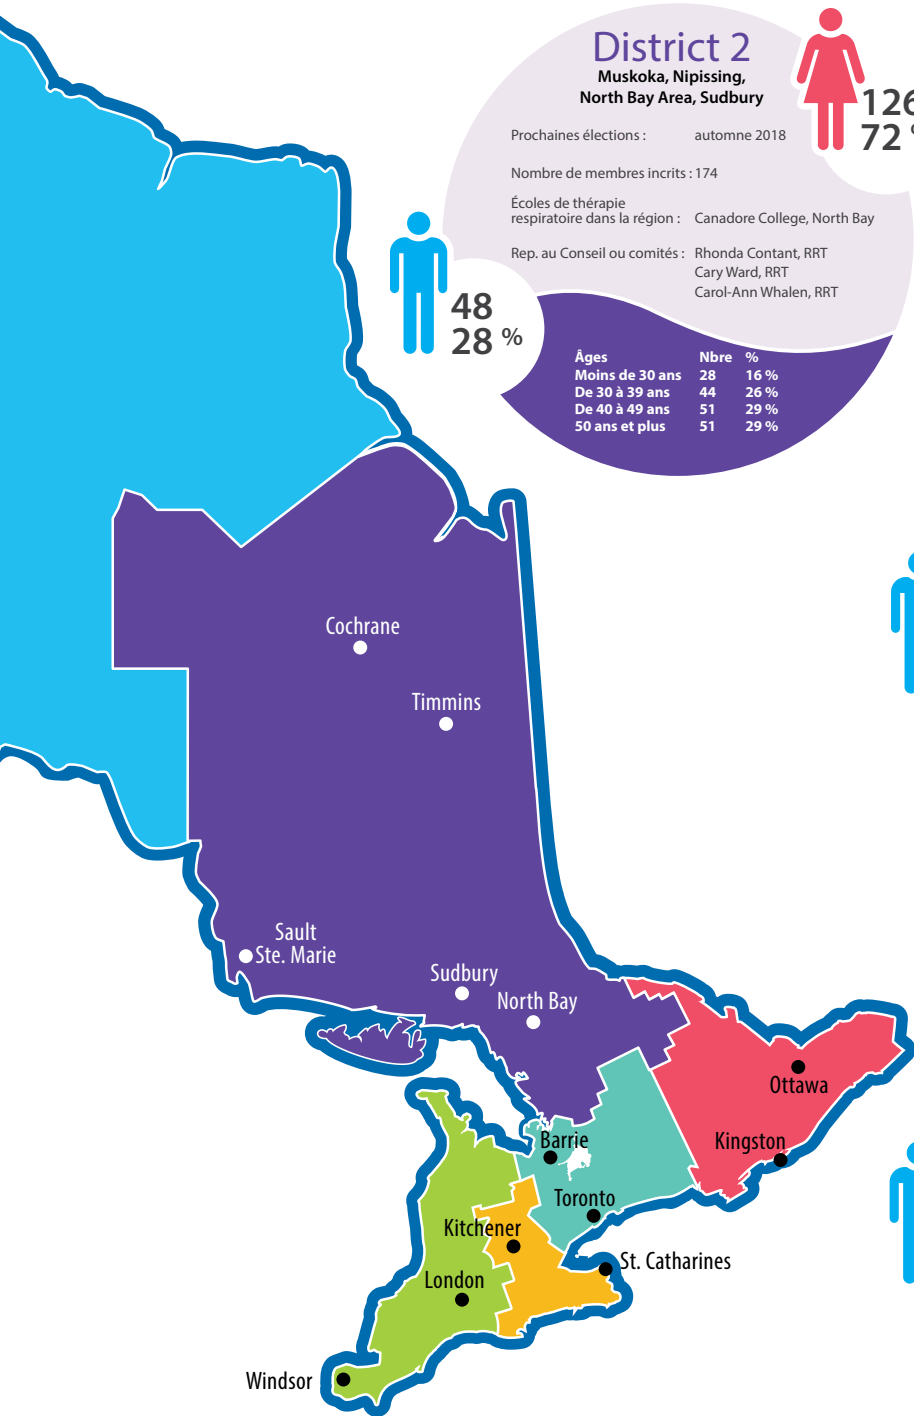 District 2
Muskoka, Nipissing,
North Bay Area, Sudbury
126
72 %
Prochaines élections : automne 2018
Nombre de membres incrits : 174
Écoles de thérapie
respiratoire dans la région : Canadore College, North Bay
Rep. au Conseil ou comités : Rhonda Contant, RRT
Cary Ward, RRT
Carol-Ann Whalen, RRT
48
28 %
Âges Nbre %
Moins de 30 ans 28 16 %
De 30 à 39 ans 44 26 %
De 40 à 49 ans 51 29 %
50 ans et plus 51 29 %
Cochrane
Timmins
Sault
Ste. Marie
Sudbury
North Bay
Ottawa
Kingston
Barrie
Toronto
Kitchener
St. Catharines
London
Windsor